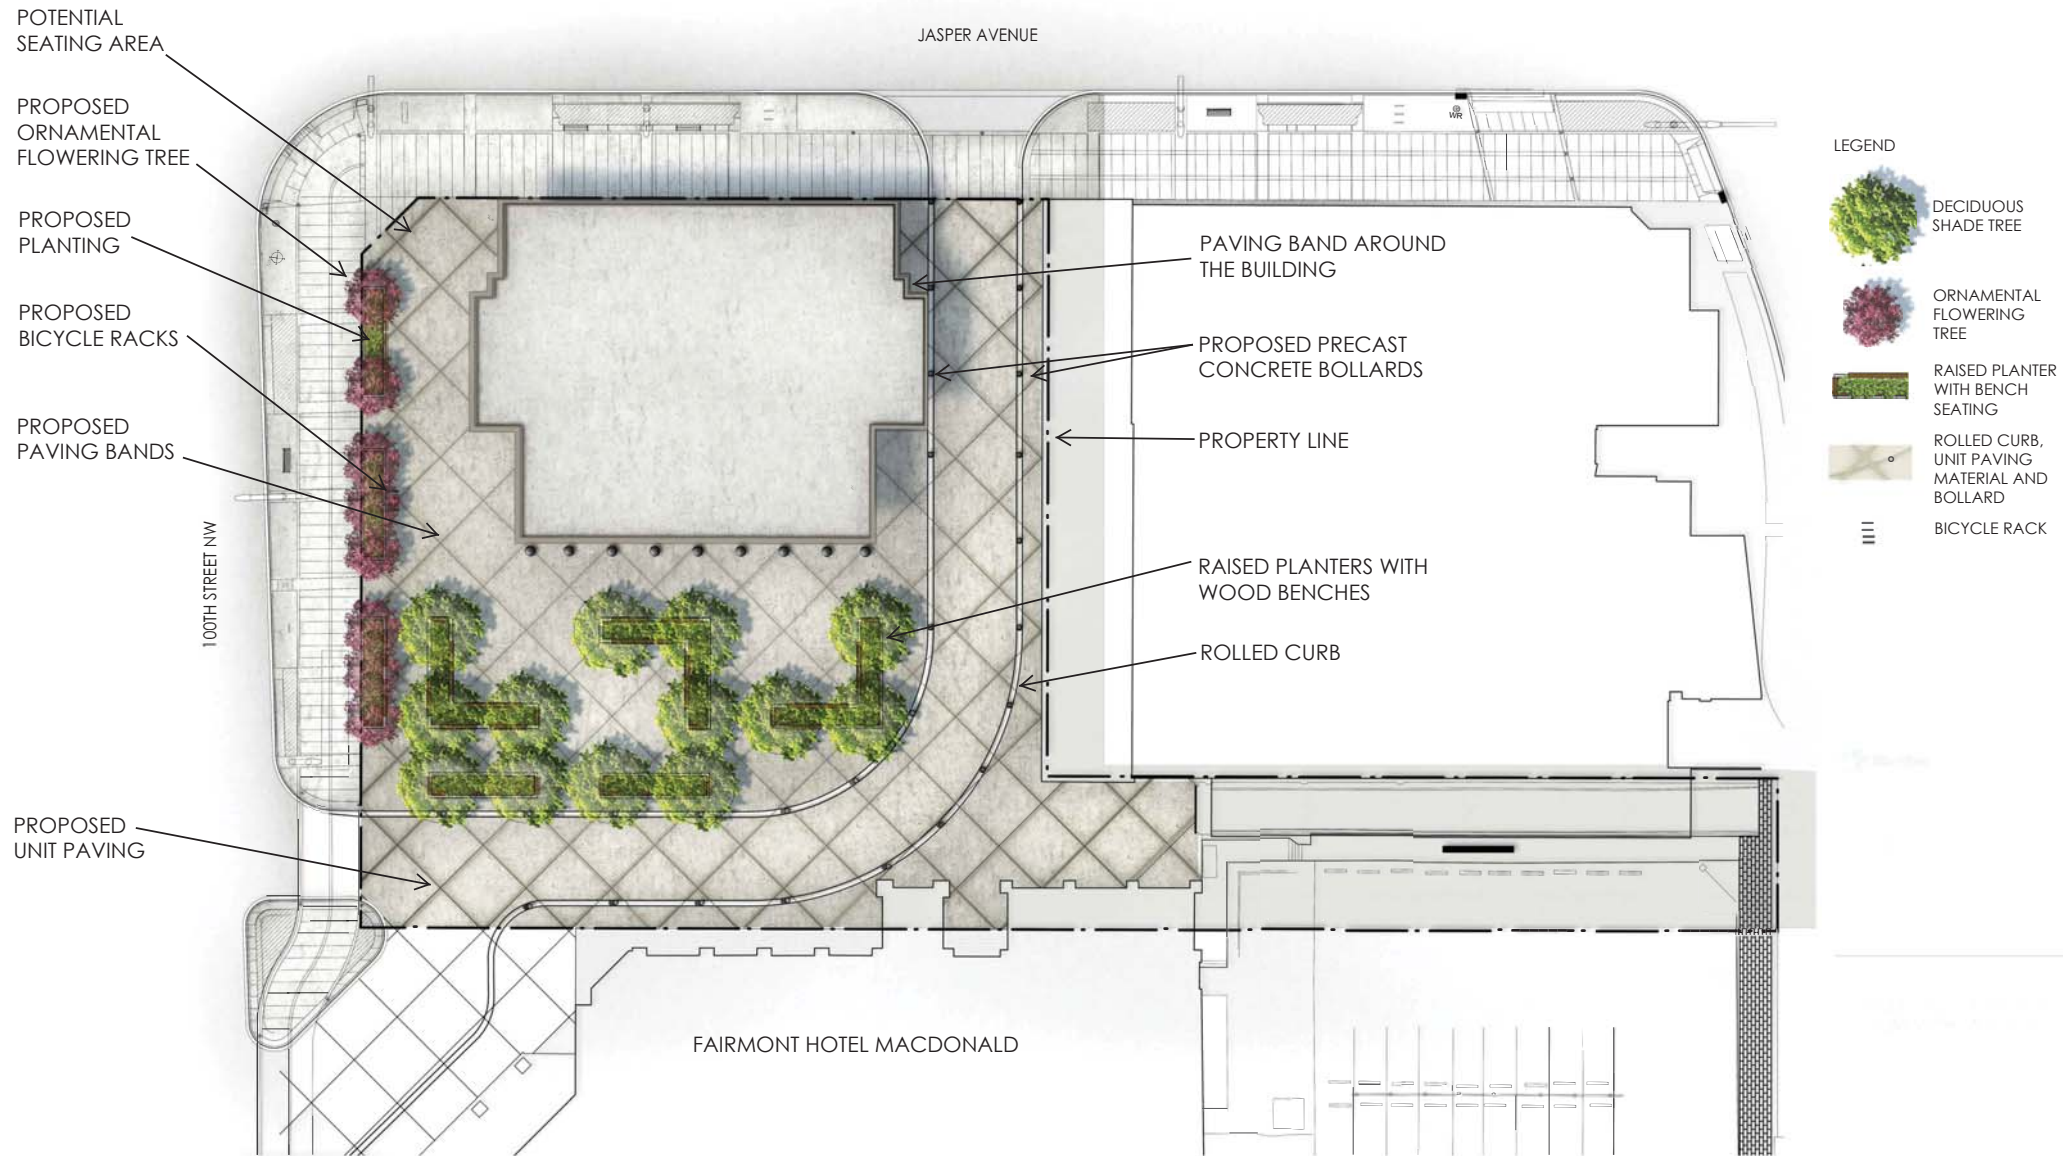 JASPER AVENUE
POTENTIAL
SEATING AREA
PROPOSED
ORNAMENTAL
FLOWERING TREE
PROPOSED
PLANTING
PROPOSED
BICYCLE RACKS
PROPOSED
PAVING BANDS
100TH STREET NW
PROPOSED
UNIT PAVING
WR
PAVING BAND AROUND
THE BUILDING
PROPOSED PRECAST
CONCRETE BOLLARDS
PROPERTY LINE
RAISED PLANTERS WITH
WOOD BENCHES
ROLLED CURB
FAIRMONT HOTEL MACDONALD
LEGEND
DECIDUOUS
SHADE TREE
ORNAMENTAL
FLOWERING
TREE
RAISED PLANTER
WITH BENCH
SEATING
ROLLED CURB,
UNIT PAVING
MATERIAL AND
BOLLARD
BICYCLE RACK